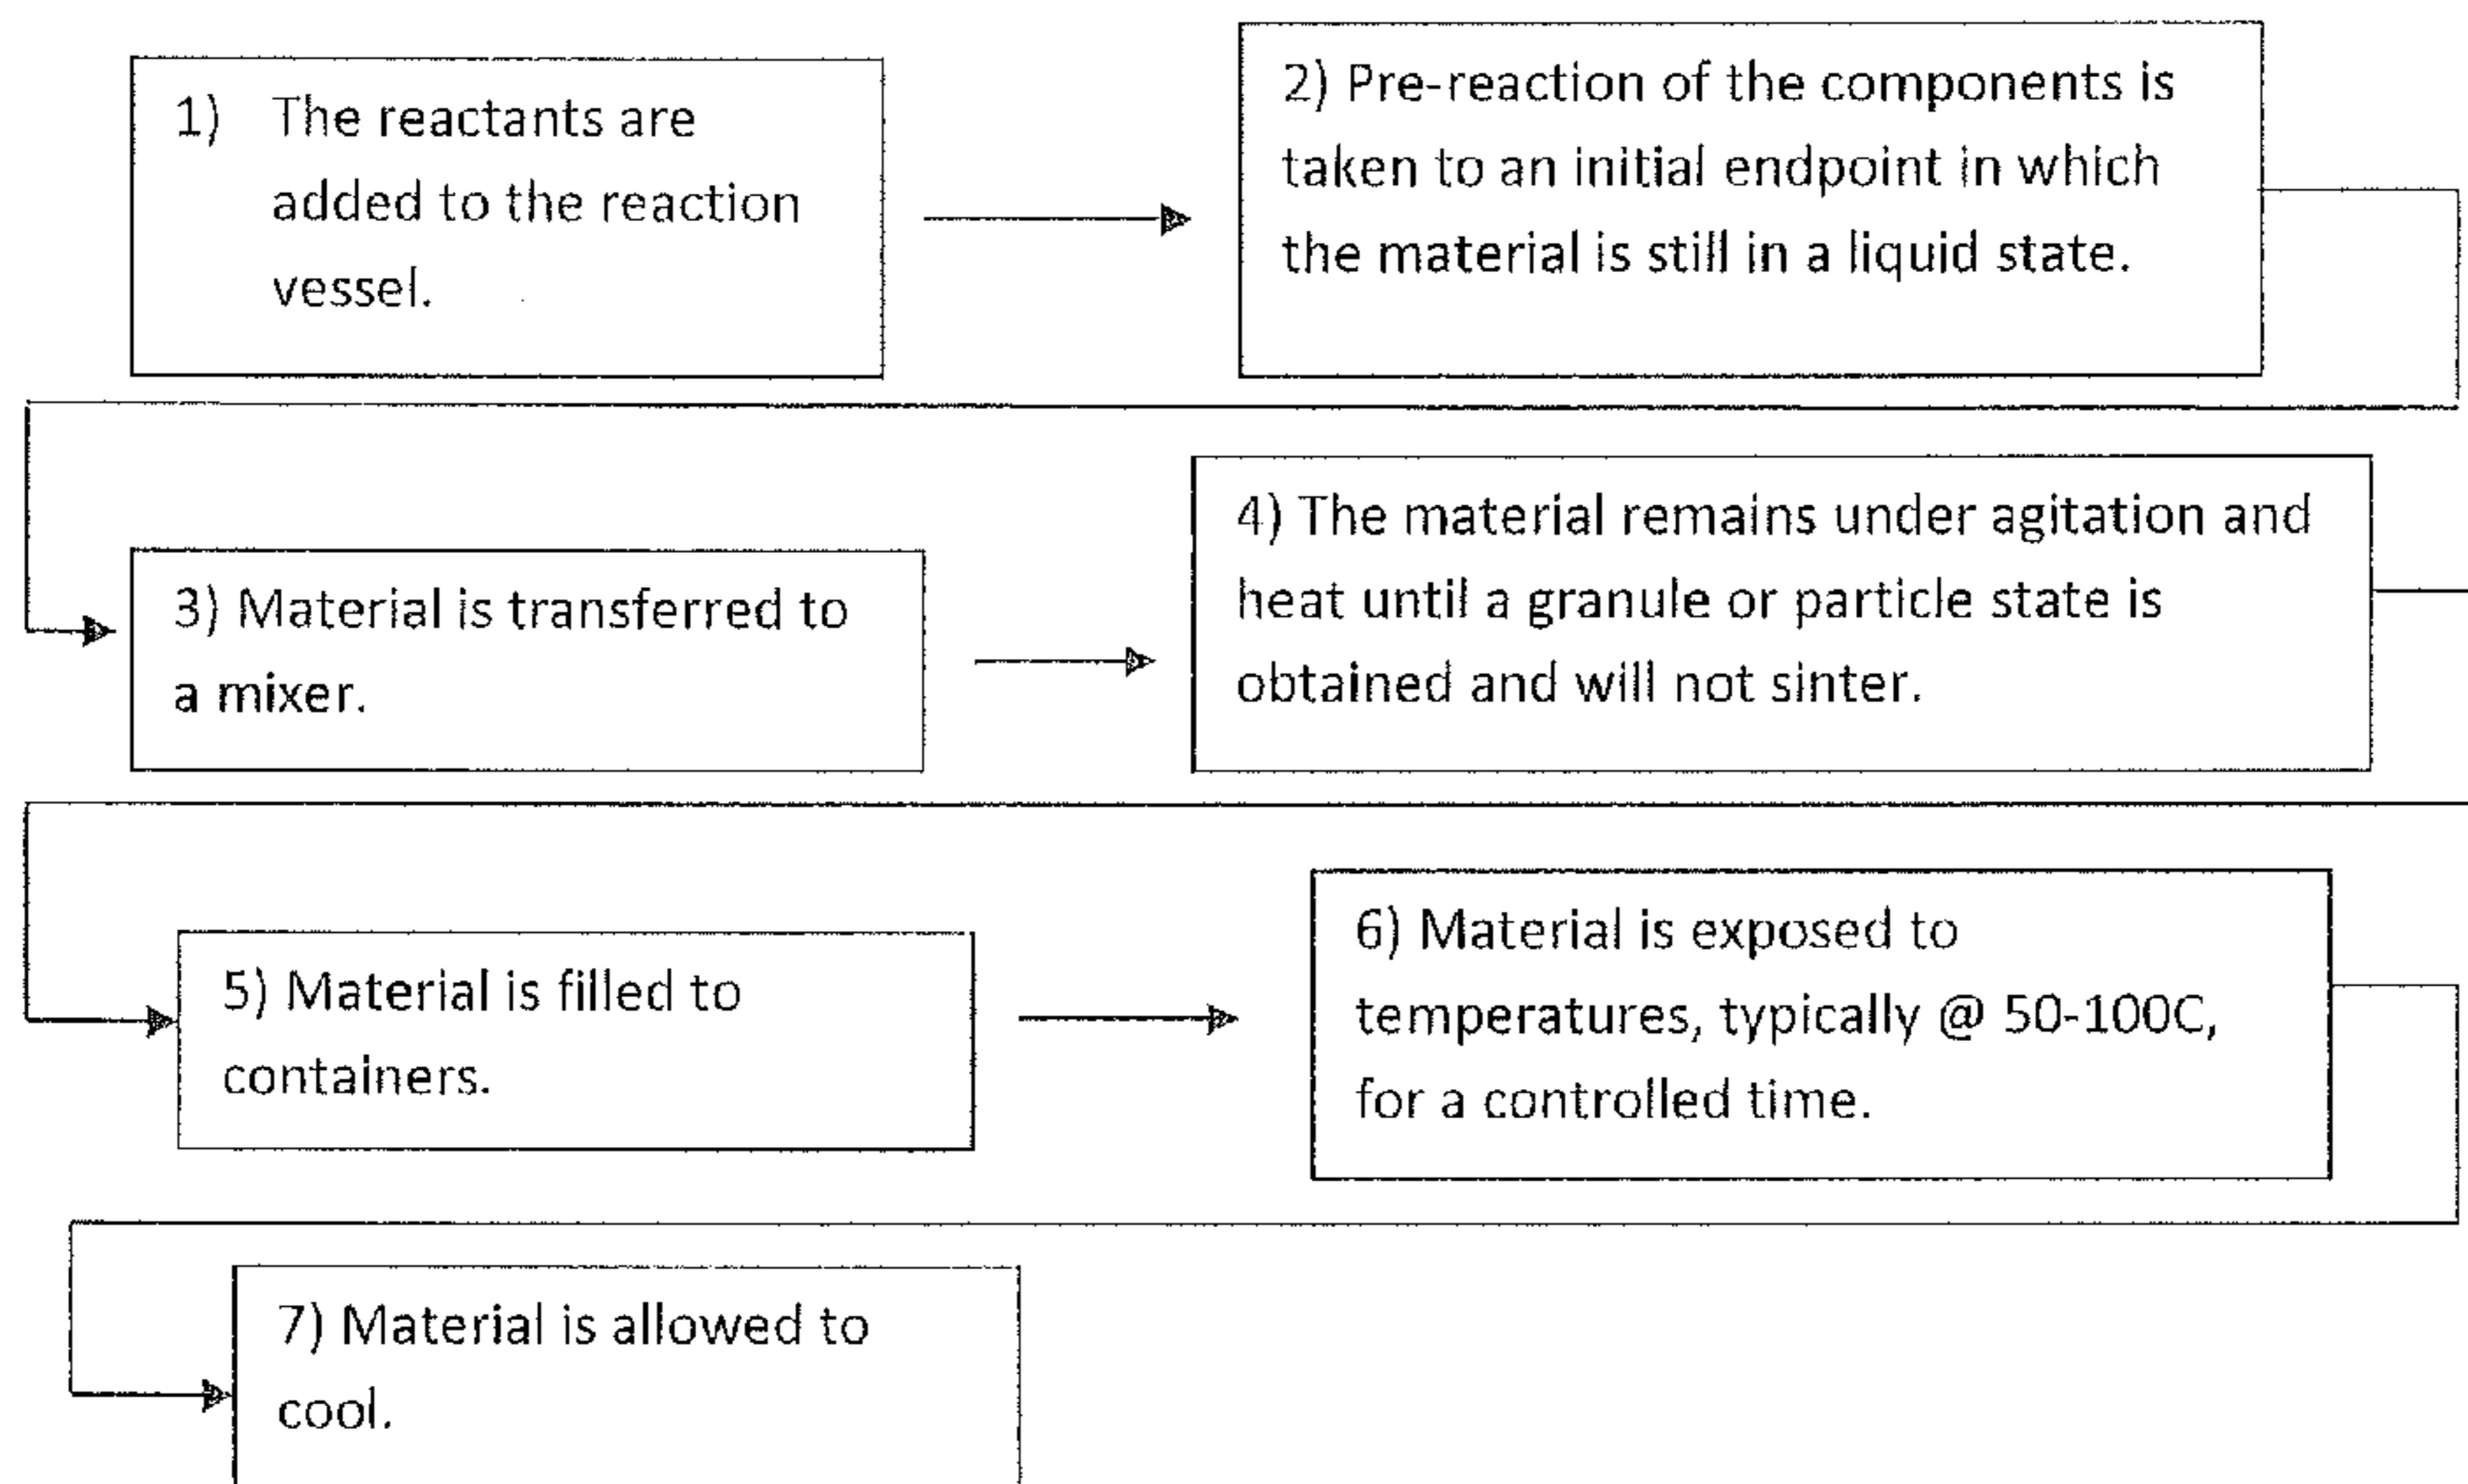 1) The reactants are
added to the reaction
vessel.
2) Pre-reaction of the components is
taken to an initial endpoint in which
the material is still in a liquid state.
3) Material is transferred to
a mixer.
4) The material remains under agitation and
heat until a granule or particle state is
obtained and will not sinter.
5) Material is filled to
containers.
6) Material is exposed to
temperatures, typically @ 50-100C,
for a controlled time.
7) Material is allowed to
cool.